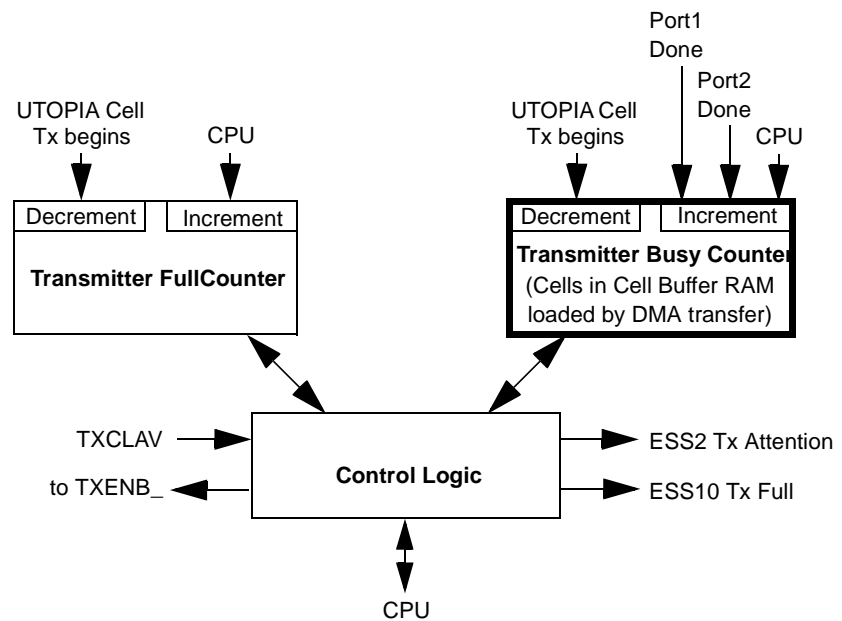 Port1
Done
Port2
Done
UTOPIA Cell
Tx begins
CPU
UTOPIA Cell
Tx begins
CPU
Decrement
Increment
Transmitter FullCounter
Decrement
Increment
Transmitter Busy Counter
(Cells in Cell Buffer RAM
loaded by DMA transfer)
TXCLAV
to TXENB_
Control Logic
ESS2 Tx Attention
ESS10 Tx Full
CPU